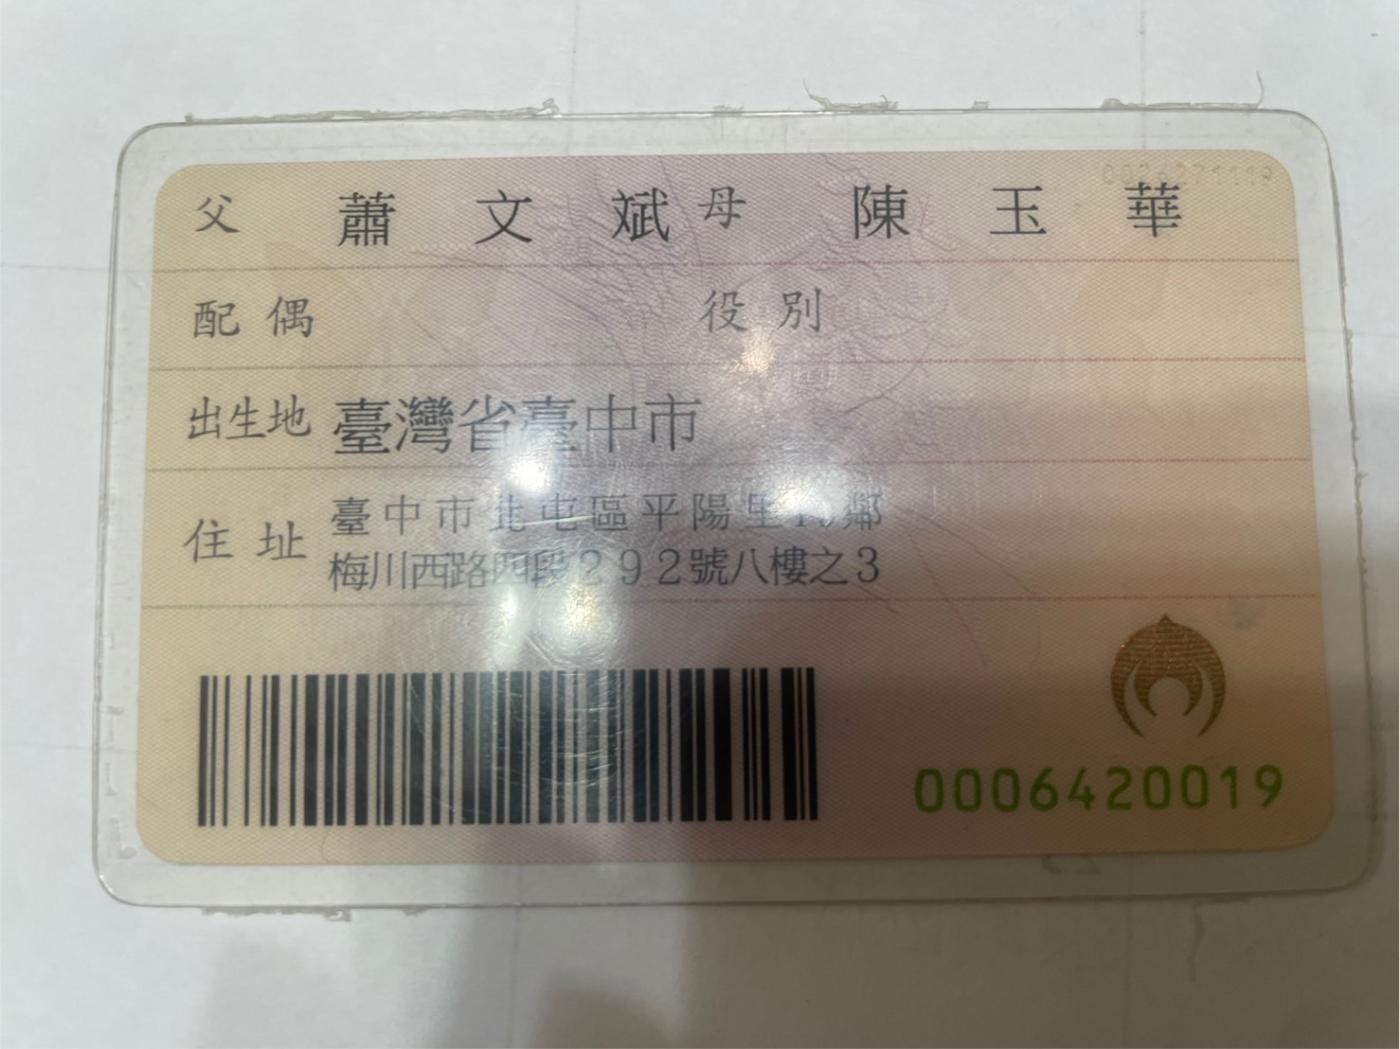 父 蕭文斌 母 陳玉華
配偶 役別
出生地 臺灣省臺中市
住址 臺中市北屯區平陽里 鄰
梅川西路四段292號八樓之3
0006420019